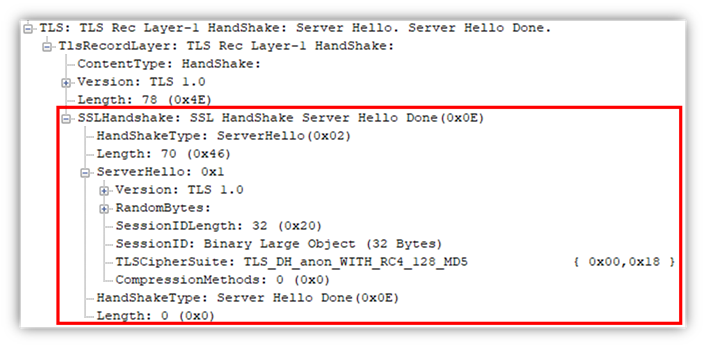 TLS: TLS Rec Layer-1 HandShake: Server Hello. Server Hello Done.
TlsRecordLayer: TLS Rec Layer-1 HandShake:
ContentType: HandShake:
Version: TLS 1.0
Length: 78 (0x4E)
SSLHandshake: SSL HandShake Server Hello Done(0x0E)
HandShakeType: ServerHello(0x02)
Length: 70 (0x46)
ServerHello: 0x1
Version: TLS 1.0
RandomBytes:
SessionIDLength: 32 (0x20)
SessionID: Binary Large Object (32 Bytes)
TLSCipherSuite: TLS_DH_anon_WITH_RC4_128_MD5 { 0x00,0x18 }
CompressionMethods: 0 (0x0)
HandShakeType: Server Hello Done(0x0E)
Length: 0 (0x0)